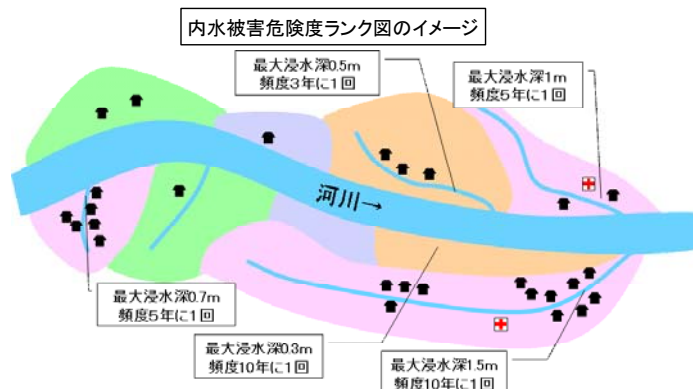 内水被害危険度ランク図のイメージ
最大浸水深0.5m
頻度3年に1回
最大浸水深1m
頻度5年に1回
河川→
最大浸水深0.7m
頻度5年に1回
最大浸水深0.3m
頻度10年に1回
最大浸水深1.5m
頻度10年に1回